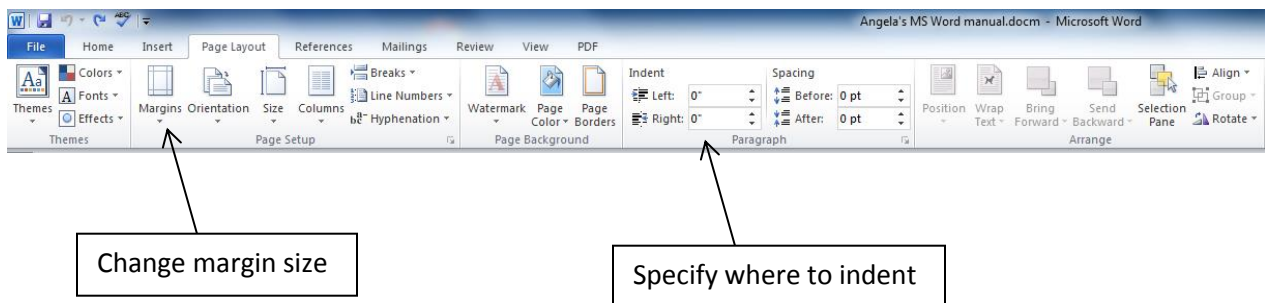 W ABC Angela's MS Word manual.docm - Microsoft Word
File Home Insert Page Layout References Mailings Review View PDF
Aa Colors
A Fonts
Effects
Themes
Themes
Margins Orientation Size Columns
Breaks
Line Numbers
Hyphenation
Page Setup
Watermark Page Color Page Borders
Page Background
Indent
Left: 0"
Right: 0"
Spacing
Before: 0 pt
After: 0 pt
Paragraph
Position Wrap Text Bring Forward Send Backward Selection Pane
Align
Group
Rotate
Arrange
Change margin size
Specify where to indent